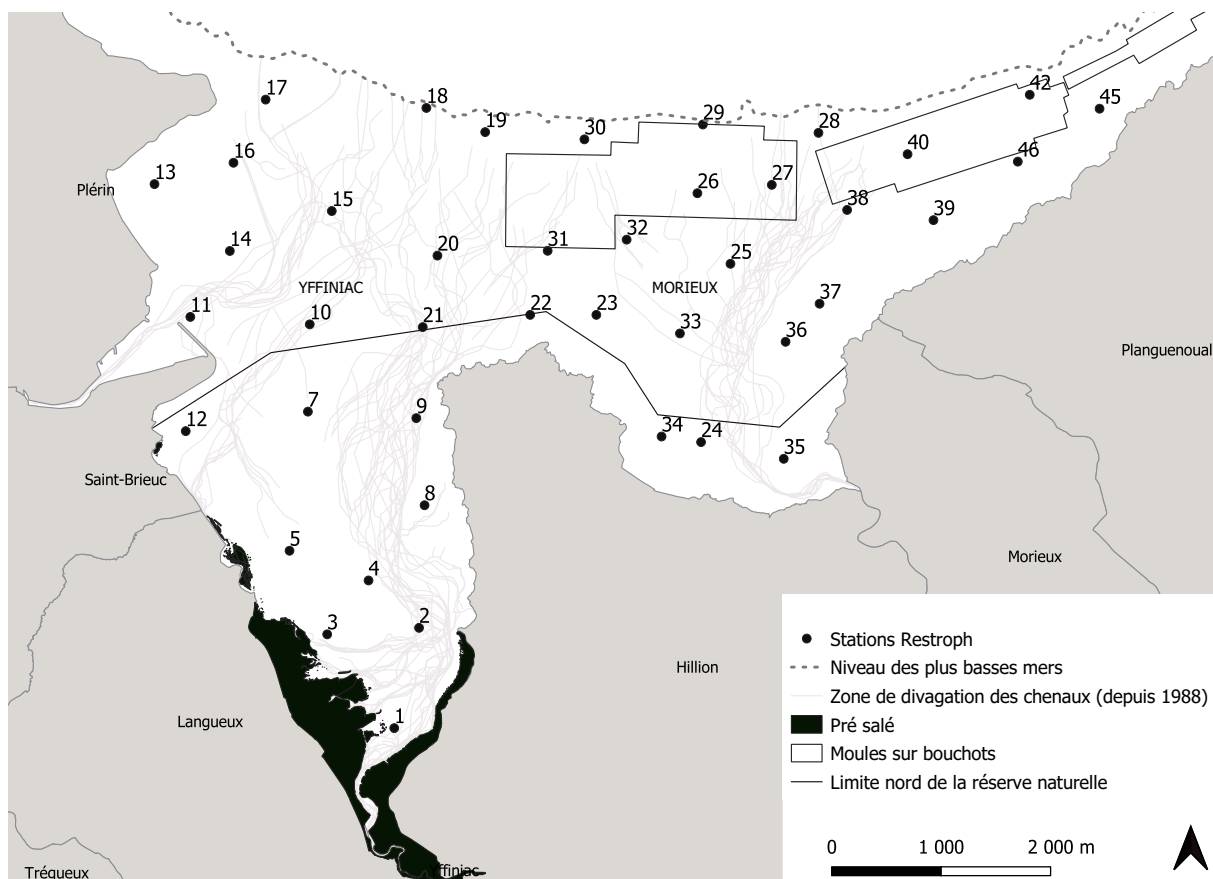 17
18
42
45
19
30
29
28
16
40
46
13
Plérin
26
27
15
38
39
14
20
31
32
25
YFFINIAC
MORIEUX
11
10
21
22
23
33
37
36
Planguenoual
7
9
12
34
24
35
Saint-Brieuc
8
5
4
Morieux
3
2
Hillion
Langueux
1
Trégueux
Yffiniac
Stations Restroph
Niveau des plus basses mers
Zone de divagation des chenaux (depuis 1988)
Pré salé
Moules sur bouchots
Limite nord de la réserve naturelle
0 1 000 2 000 m